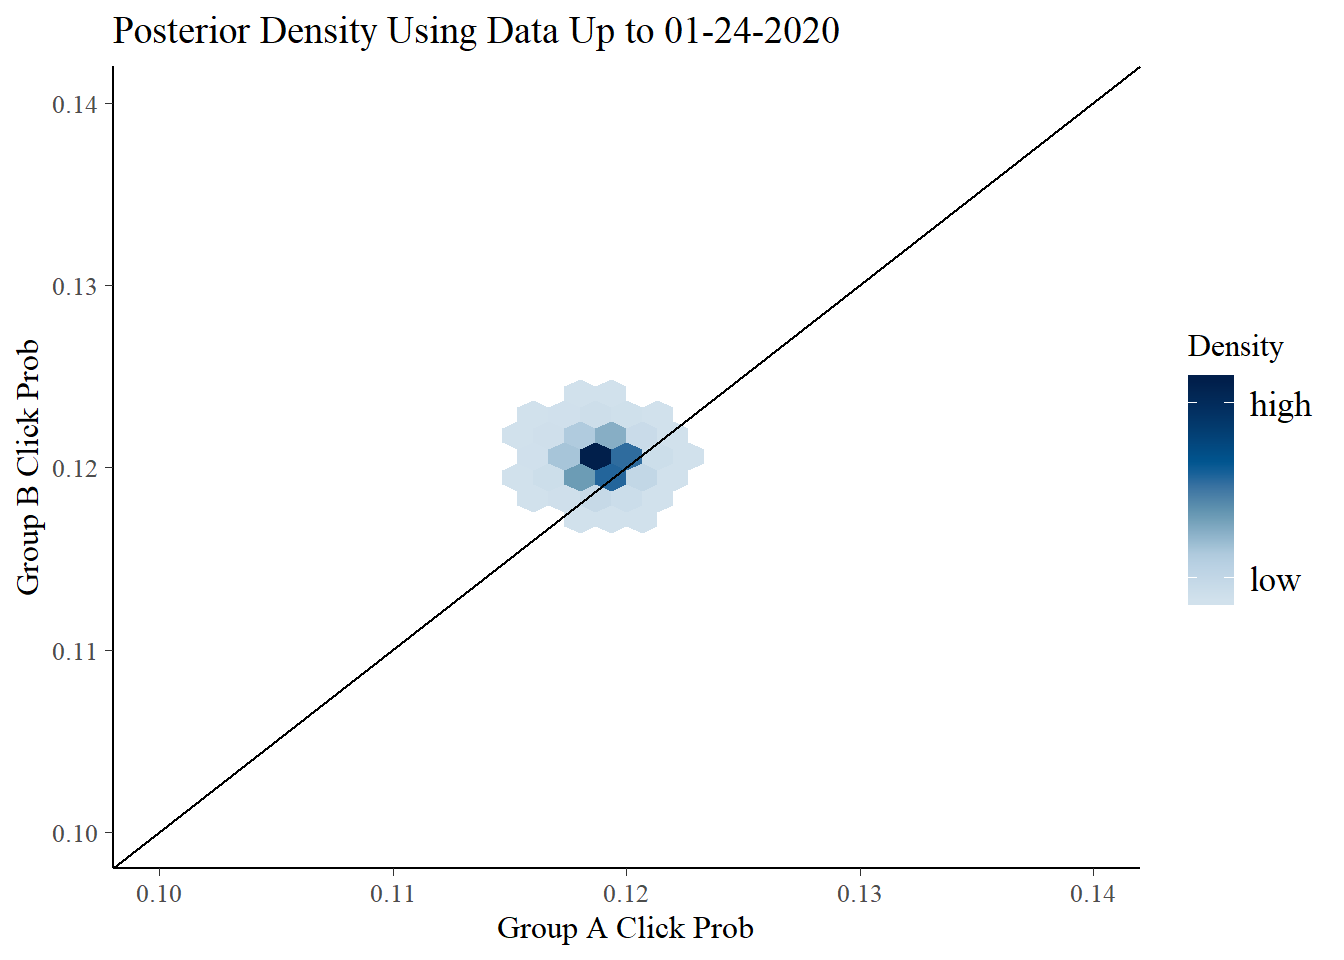 Posterior Density Using Data Up to 01-24-2020
0.14
0.13
0.12
0.11
0.10
Group B Click Prob
0.10 0.11 0.12 0.13 0.14
Group A Click Prob
Density
high
low